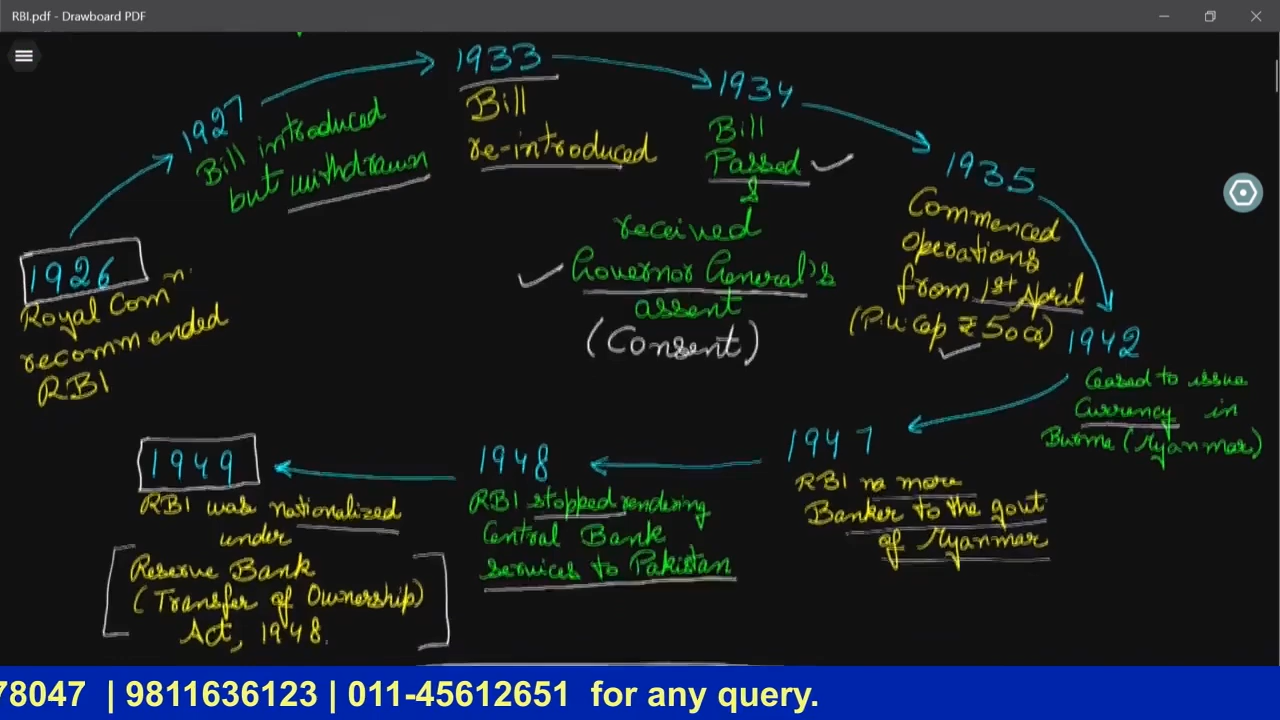 RBI.pdf - Drawboard PDF
1926
Royal Commn
recommended
RBI
1927
Bill introduced
but withdrawn
1933
Bill
re-introduced
1934
Bill
Passed
&
received
Governor General's
assent
(Consent)
1935
Commenced
Operations
from 1st April
(P.U Cap ₹ 5 Cr)
1942
Ceased to issue
Currency in
Burma (Myanmar)
1947
RBI no more
Banker to the govt
of Myanmar
1948
RBI stopped rendering
Central Bank
services to Pakistan
1949
RBI was nationalized
under
Reserve Bank
(Transfer of Ownership)
Act, 1948.
78047 | 9811636123 | 011-45612651 for any query.